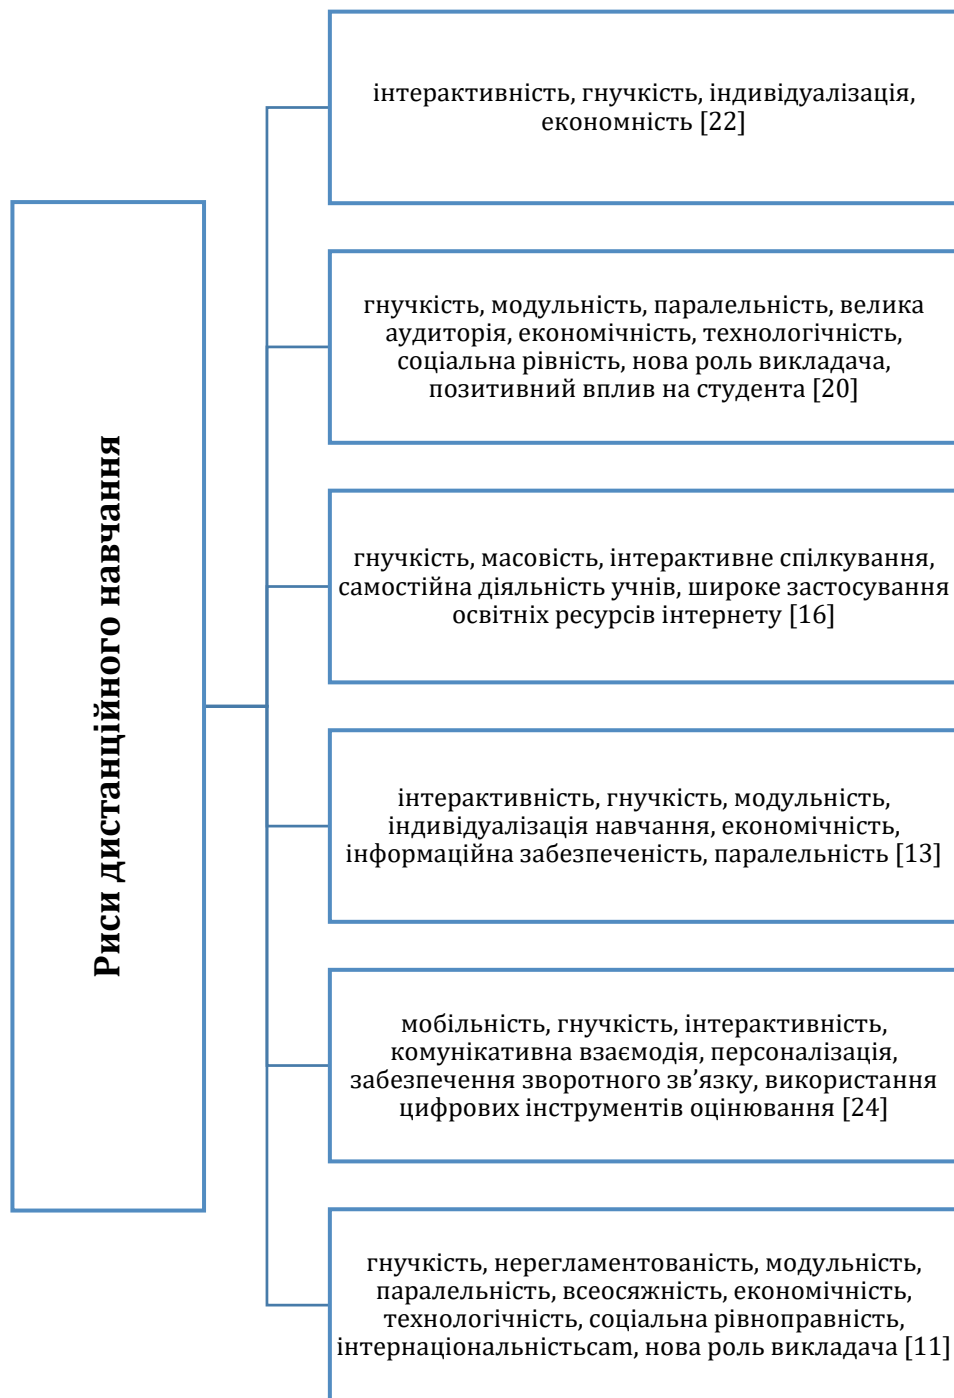 Риси дистанційного навчання
інтерактивність, гнучкість, індивідуалізація,
економність [22]
гнучкість, модульність, паралельність, велика
аудиторія, економічність, технологічність,
соціальна рівність, нова роль викладача,
позитивний вплив на студента [20]
гнучкість, масовість, інтерактивне спілкування,
самостійна діяльність учнів, широке застосування
освітніх ресурсів інтернету [16]
інтерактивність, гнучкість, модульність,
індивідуалізація навчання, економічність,
інформаційна забезпеченість, паралельність [13]
мобільність, гнучкість, інтерактивність,
комунікативна взаємодія, персоналізація,
забезпечення зворотного зв’язку, використання
цифрових інструментів оцінювання [24]
гнучкість, нерегламентованість, модульність,
паралельність, всеосяжність, економічність,
технологічність, соціальна рівноправність,
інтернаціональністьсam, нова роль викладача [11]